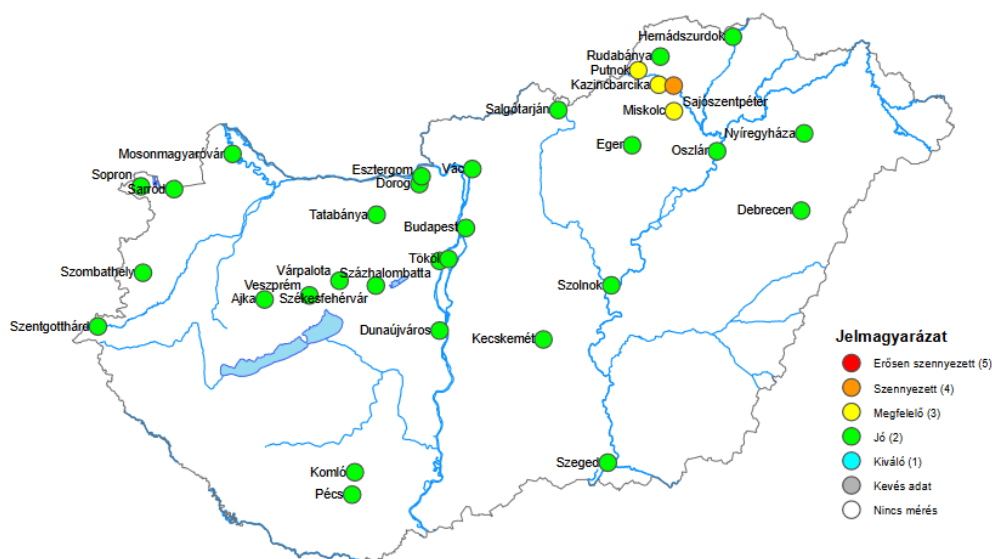 Hernádszurdok
Rudabánya
Putnok
Kazincbarcika
Sajószentpéter
Salgótarján
Miskolc
Nyíregyháza
Eger
Oszlár
Mosonmagyaróvár
Esztergom
Vác
Sopron
Dorog
Sarród
Tatabánya
Debrecen
Budapest
Tököl
Szombathely
Várpalota
Százhalombatta
Veszprém
Szolnok
Ajka
Székesfehérvár
Szentgotthárd
Dunaújváros
Kecskemét
Jelmagyarázat
Erősen szennyezett (5)
Szennyezett (4)
Megfelelő (3)
Jó (2)
Szeged
Kiváló (1)
Komló
Kevés adat
Pécs
Nincs mérés